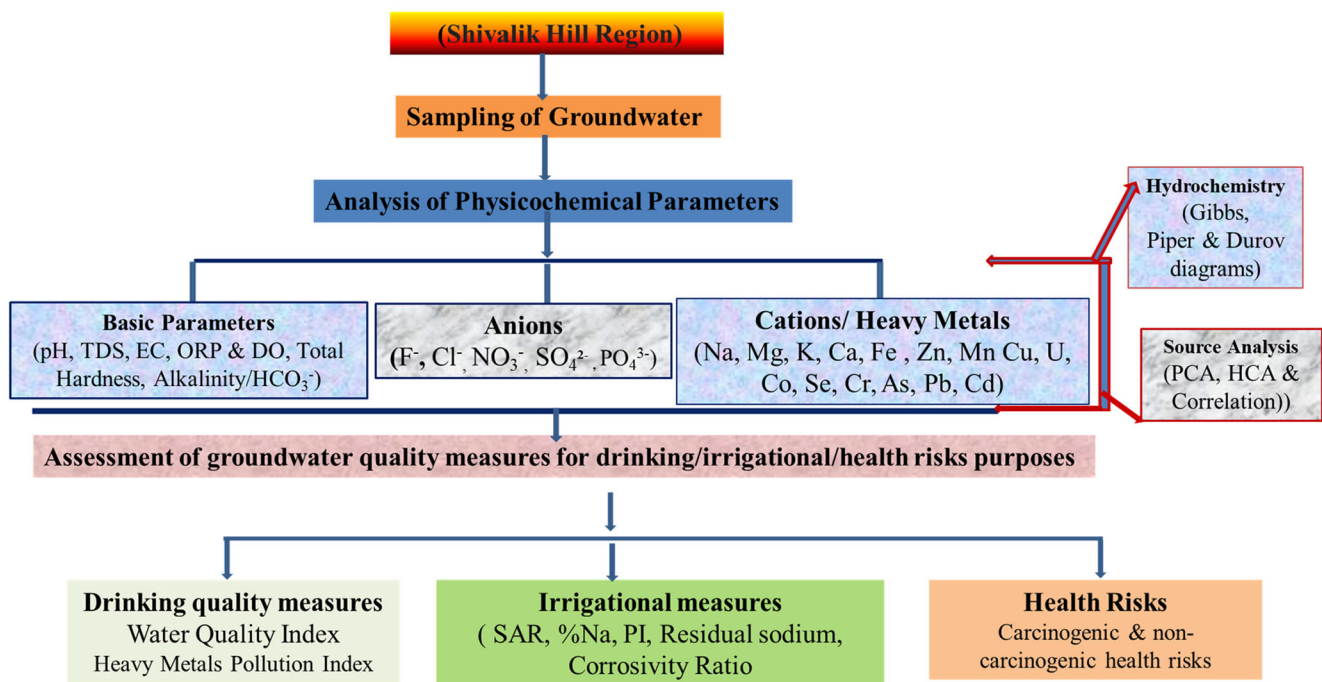 (Shivalik Hill Region)
Sampling of Groundwater
Analysis of Physicochemical Parameters
Hydrochemistry
(Gibbs,
Piper & Durov
diagrams)
Basic Parameters
(pH, TDS, EC, ORP & DO, Total
Hardness, Alkalinity/HCO₃⁻)
Anions
(F⁻, Cl⁻, NO₃⁻, SO₄²⁻, PO₄³⁻)
Cations/ Heavy Metals
(Na, Mg, K, Ca, Fe , Zn, Mn Cu, U,
Co, Se, Cr, As, Pb, Cd)
Source Analysis
(PCA, HCA &
Correlation))
Assessment of groundwater quality measures for drinking/irrigational/health risks purposes
Drinking quality measures
Water Quality Index
Heavy Metals Pollution Index
Irrigational measures
( SAR, %Na, PI, Residual sodium,
Corrosivity Ratio
Health Risks
Carcinogenic & non-
carcinogenic health risks